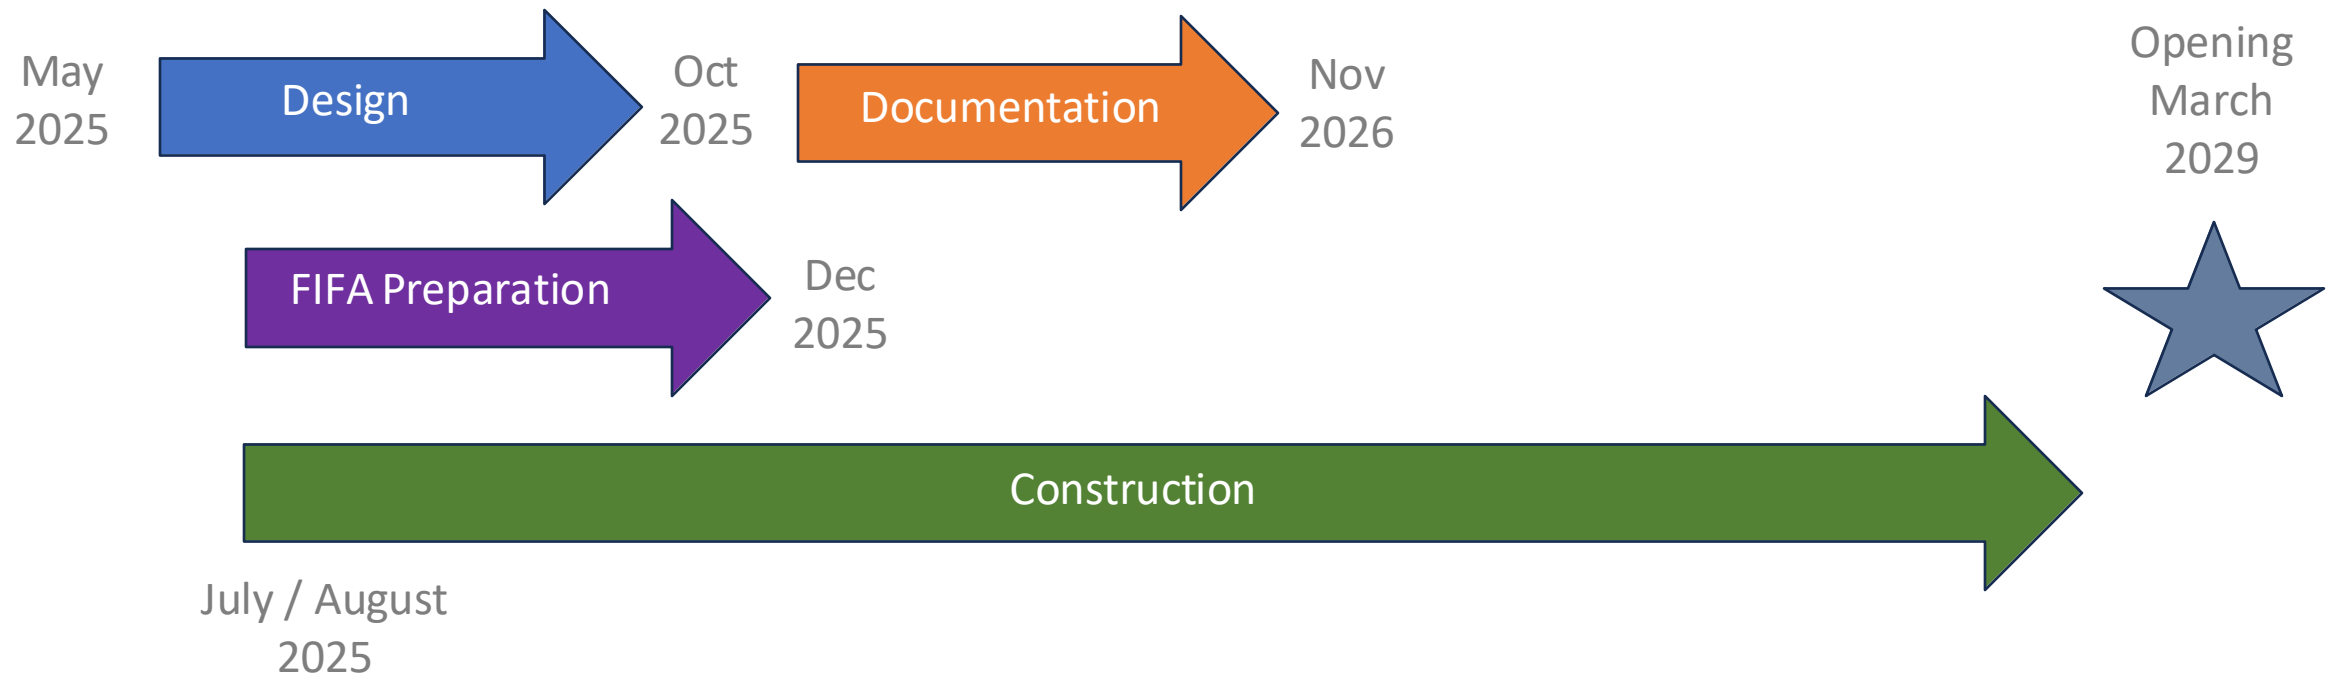 May
2025
Design
Oct
2025
Documentation
Nov
2026
Opening
March
2029
FIFA Preparation
Dec
2025
Construction
July / August
2025